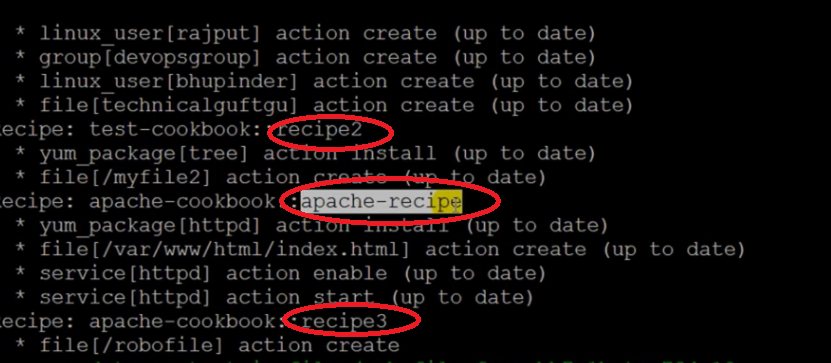 * linux_user[rajput] action create (up to date)
* group[devopsgroup] action create (up to date)
* linux_user[bhupinder] action create (up to date)
* file[technicalguftgu] action create (up to date)
ecipe: test-cookbook::recipe2
* yum_package[tree] action install (up to date)
* file[/myfile2] action create (up to date)
ecipe: apache-cookbook::apache-recipe
* yum_package[httpd] action install (up to date)
* file[/var/www/html/index.html] action create (up to date)
* service[httpd] action enable (up to date)
* service[httpd] action start (up to date)
ecipe: apache-cookbook::recipe3
* file[/robofile] action create